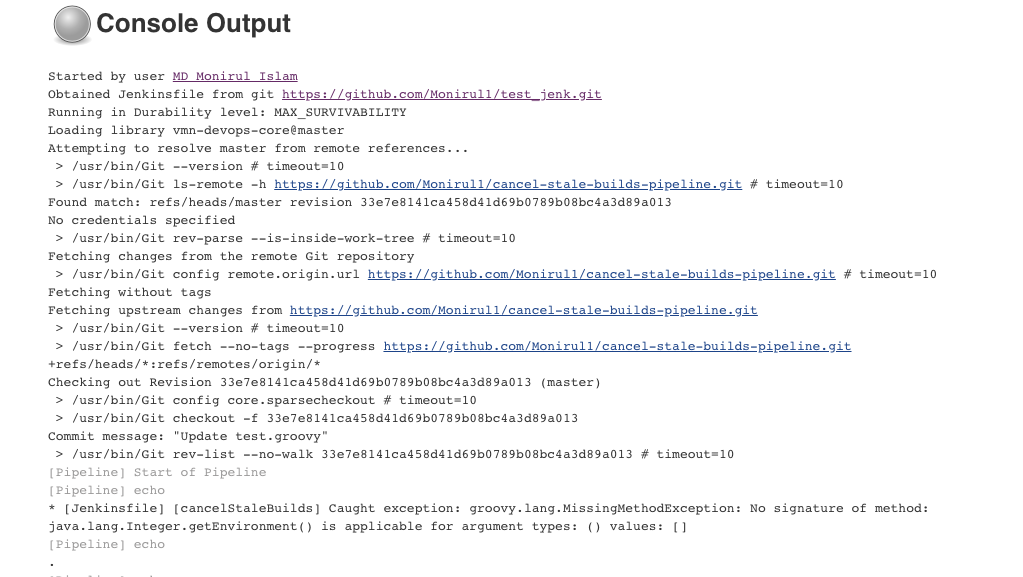 Console Output
Started by user MD Monirul Islam
Obtained Jenkinsfile from git https://github.com/Monirul1/test_jenk.git
Running in Durability level: MAX_SURVIVABILITY
Loading library vmn-devops-core@master
Attempting to resolve master from remote references...
 > /usr/bin/Git --version # timeout=10
 > /usr/bin/Git ls-remote -h https://github.com/Monirul1/cancel-stale-builds-pipeline.git # timeout=10
Found match: refs/heads/master revision 33e7e8141ca458d41d69b0789b08bc4a3d89a013
No credentials specified
 > /usr/bin/Git rev-parse --is-inside-work-tree # timeout=10
Fetching changes from the remote Git repository
 > /usr/bin/Git config remote.origin.url https://github.com/Monirul1/cancel-stale-builds-pipeline.git # timeout=10
Fetching without tags
Fetching upstream changes from https://github.com/Monirul1/cancel-stale-builds-pipeline.git
 > /usr/bin/Git --version # timeout=10
 > /usr/bin/Git fetch --no-tags --progress https://github.com/Monirul1/cancel-stale-builds-pipeline.git
+refs/heads/*:refs/remotes/origin/*
Checking out Revision 33e7e8141ca458d41d69b0789b08bc4a3d89a013 (master)
 > /usr/bin/Git config core.sparsecheckout # timeout=10
 > /usr/bin/Git checkout -f 33e7e8141ca458d41d69b0789b08bc4a3d89a013
Commit message: "Update test.groovy"
 > /usr/bin/Git rev-list --no-walk 33e7e8141ca458d41d69b0789b08bc4a3d89a013 # timeout=10
[Pipeline] Start of Pipeline
[Pipeline] echo
* [Jenkinsfile] [cancelStaleBuilds] Caught exception: groovy.lang.MissingMethodException: No signature of method:
java.lang.Integer.getEnvironment() is applicable for argument types: () values: []
[Pipeline] echo
.